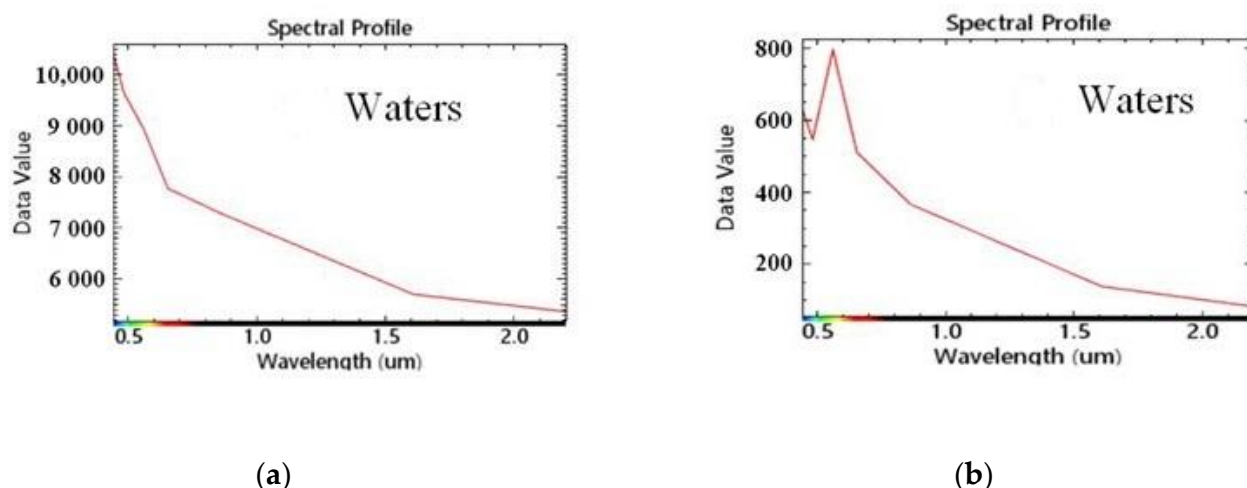 Spectral Profile
10,000
9 000
8 000
7 000
6 000
Data Value
Waters
0.5 1.0 1.5 2.0
Wavelength (um)
(a)
Spectral Profile
800
600
400
200
Data Value
Waters
0.5 1.0 1.5 2.0
Wavelength (um)
(b)